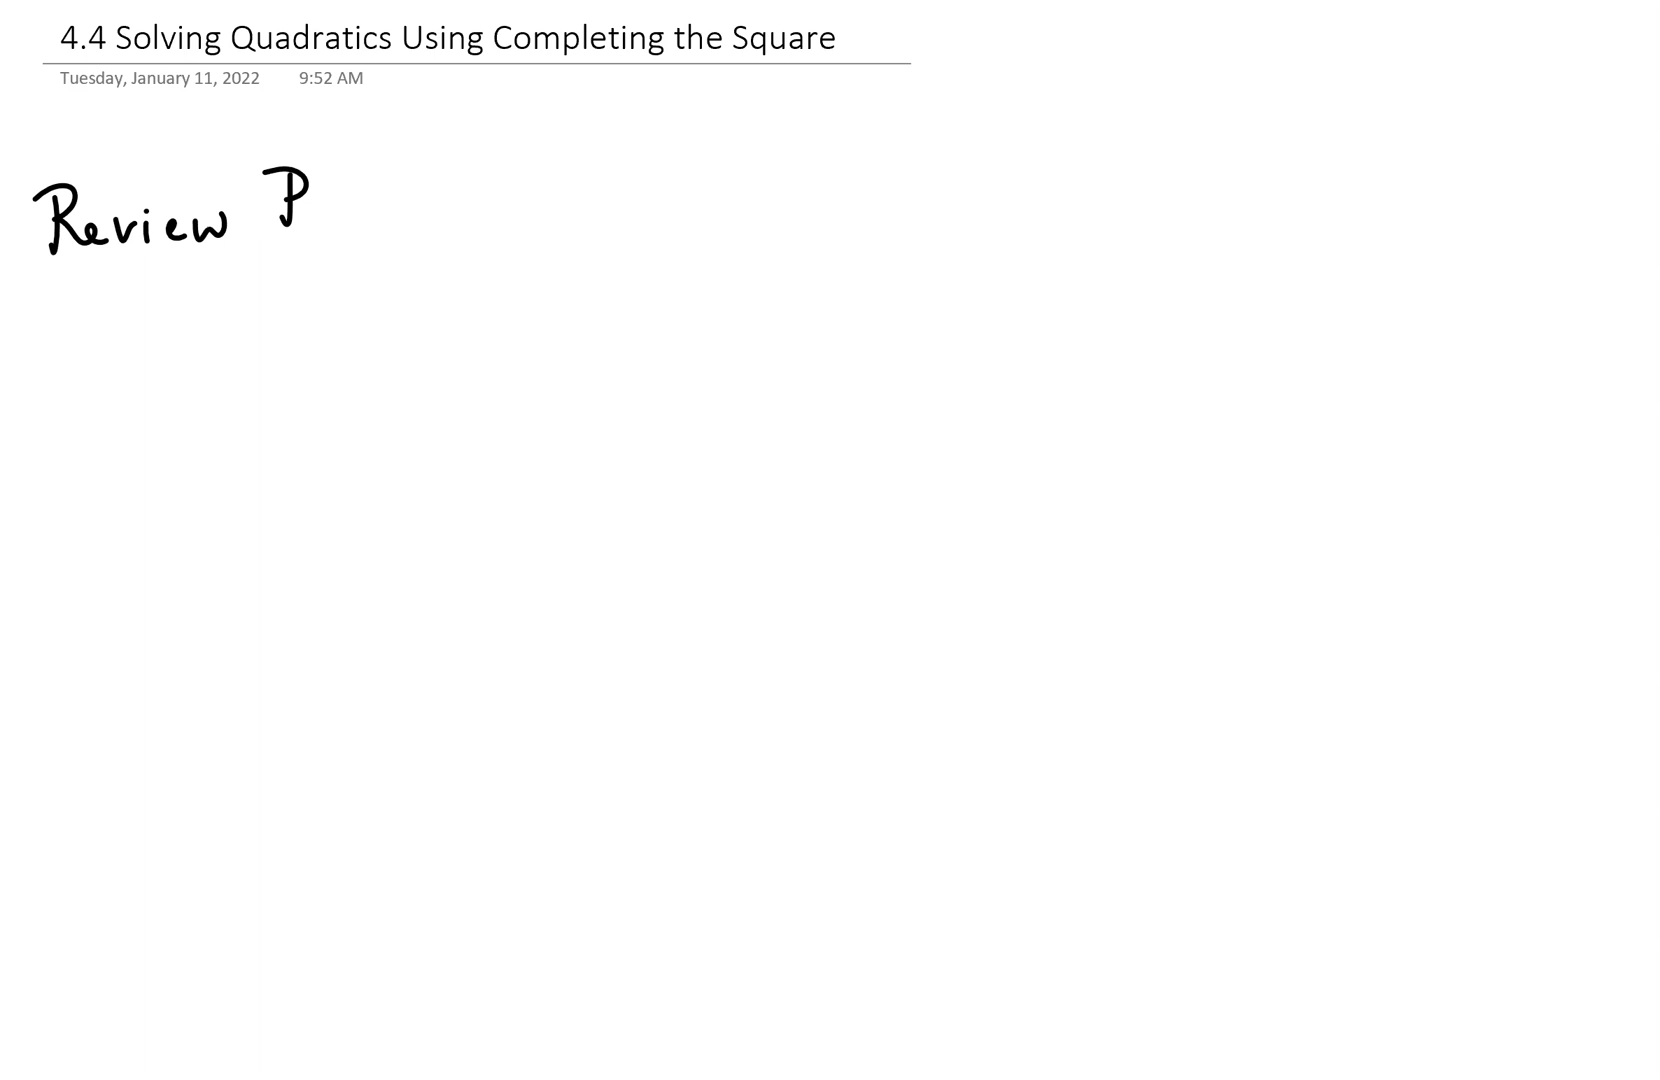 4.4 Solving Quadratics Using Completing the Square
Tuesday, January 11, 2022 9:52 AM
Review P